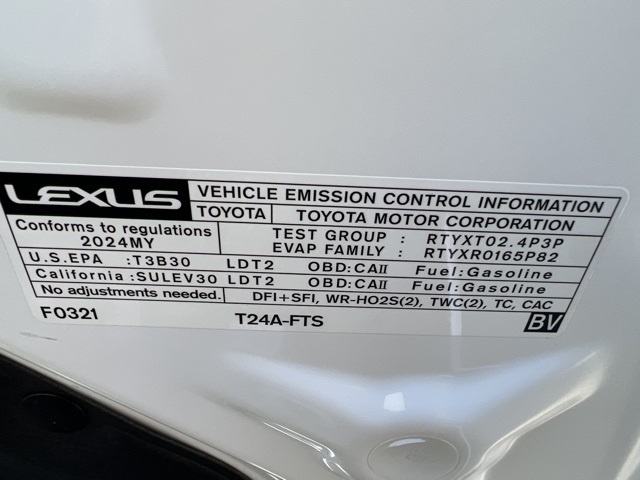 LEXUS VEHICLE EMISSION CONTROL INFORMATION
TOYOTA TOYOTA MOTOR CORPORATION
Conforms to regulations TEST GROUP : RTYXT02.4P3P
2024MY EVAP FAMILY : RTYXR0165P82
U.S.EPA :T3B30 LDT2 OBD:CAII Fuel:Gasoline
California :SULEV30 LDT2 OBD:CAII Fuel:Gasoline
No adjustments needed. DFI+SFI, WR-HO2S(2), TWC(2), TC, CAC
F0321 T24A-FTS BV